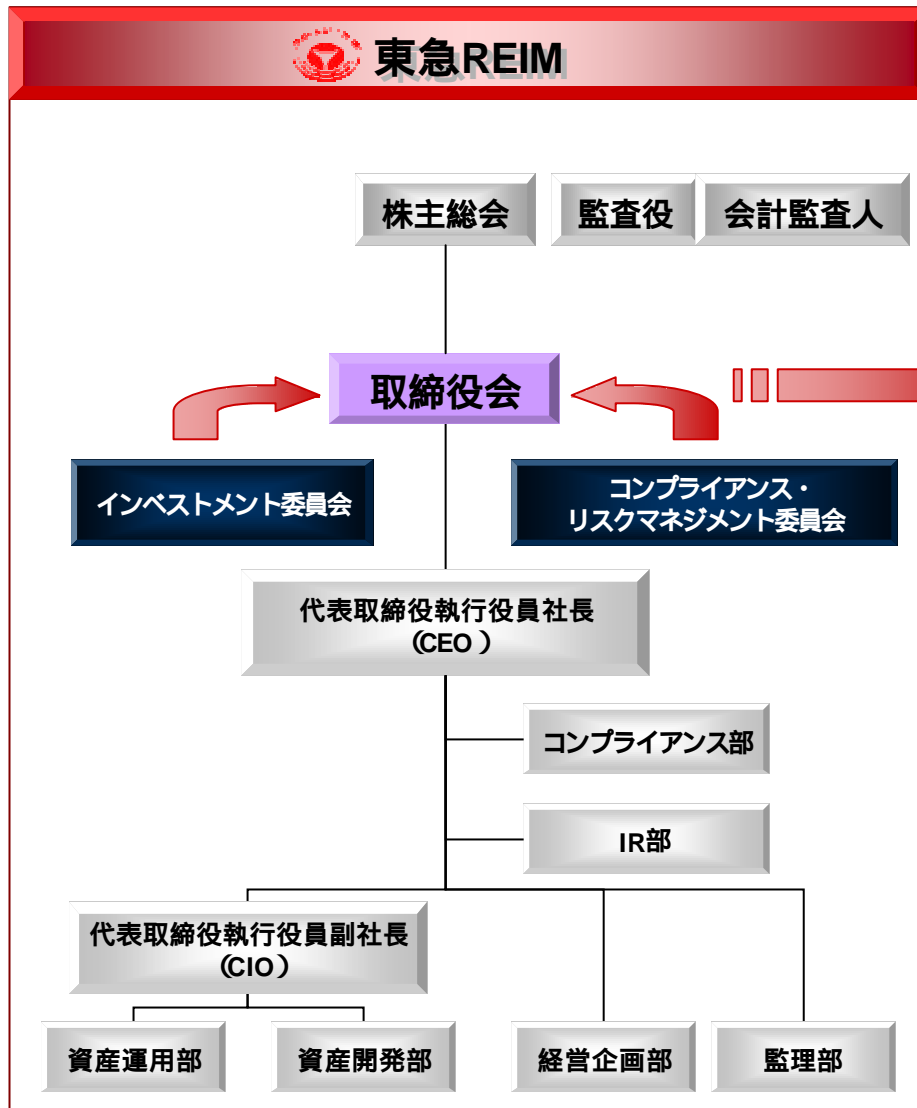 東急REIM
株主総会
監査役
会計監査人
取締役会
インベストメント委員会
コンプライアンス・
リスクマネジメント委員会
代表取締役執行役員社長
（CEO）
コンプライアンス部
IR部
代表取締役執行役員副社長
（CIO）
資産運用部
資産開発部
経営企画部
監理部